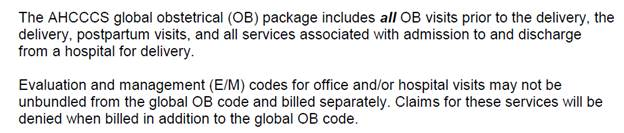 The AHCCCS global obstetrical (OB) package includes all OB visits prior to the delivery, the
delivery, postpartum visits, and all services associated with admission to and discharge
from a hospital for delivery.
Evaluation and management (E/M) codes for office and/or hospital visits may not be
unbundled from the global OB code and billed separately. Claims for these services will be
denied when billed in addition to the global OB code.